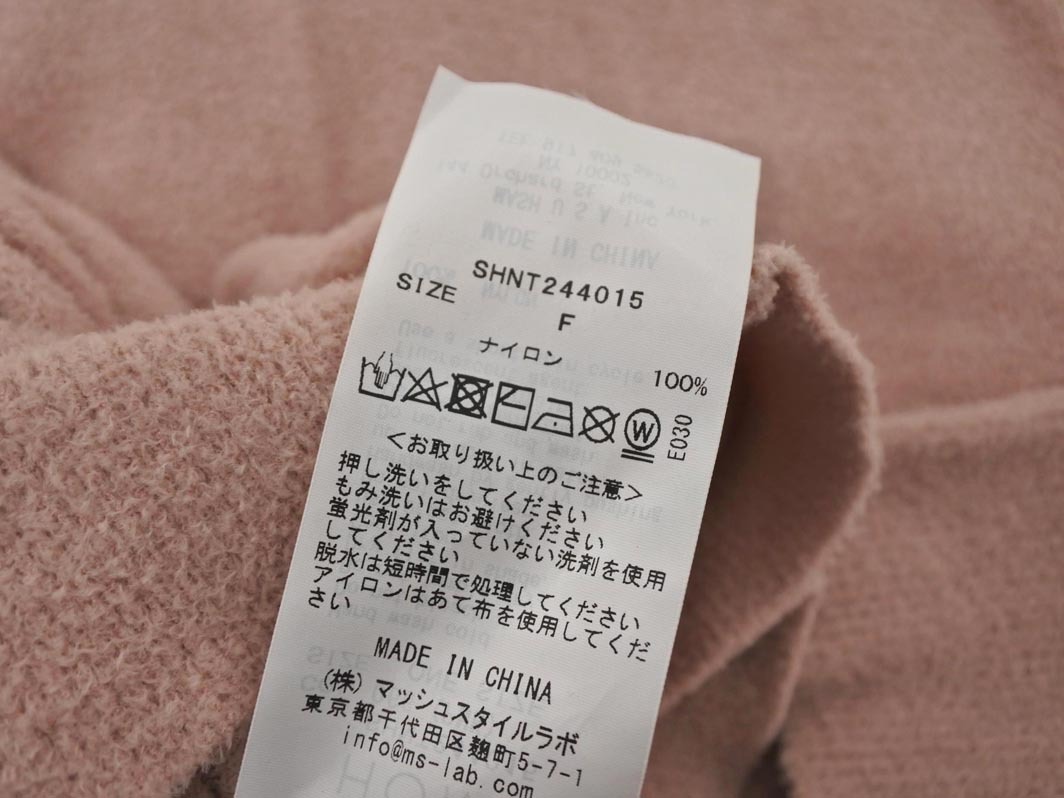 SHNT244015
SIZE
F
ナイロン 100%
W
E030
<お取り扱い上のご注意>
押し洗いをしてください
もみ洗いはお避けください
蛍光剤が入っていない洗剤を使用
してください
脱水は短時間で処理してください
アイロンはあて布を使用してくだ
さい
MADE IN CHINA
(株)マッシュスタイルラボ
東京都千代田区麹町5-7-1
info@ms-lab.com